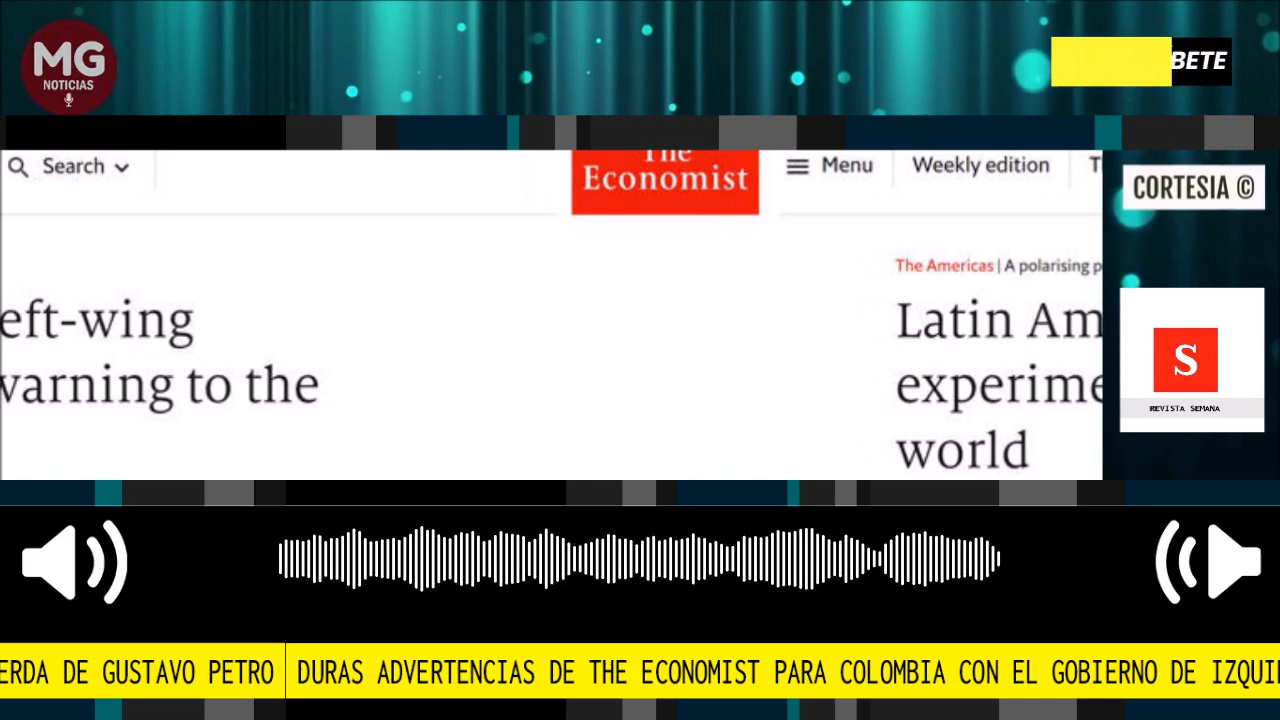 MG
NOTICIAS
BETE
Search
The
Economist
Menu
Weekly edition
CORTESIA ©
The Americas | A polarising p
eft-wing
warning to the
Latin Am
experime
world
S
REVISTA SEMANA
ERDA DE GUSTAVO PETRO
DURAS ADVERTENCIAS DE THE ECONOMIST PARA COLOMBIA CON EL GOBIERNO DE IZQUI